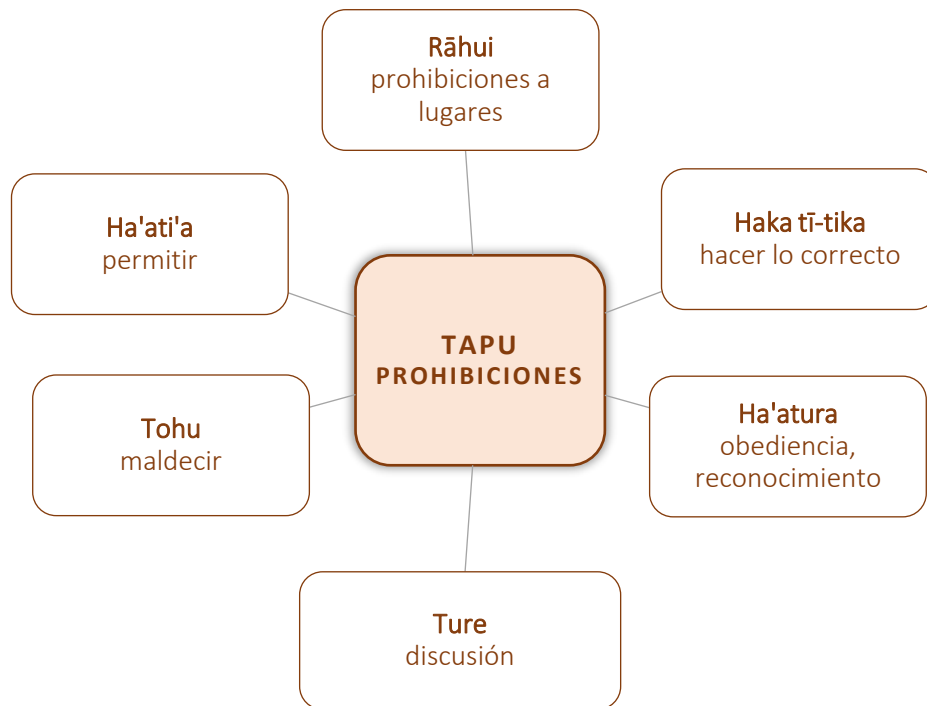 Rāhui
prohibiciones a
lugares
Ha'ati'a
permitir
Haka tī-tika
hacer lo correcto
TAPU
PROHIBICIONES
Tohu
maldecir
Ha'atura
obediencia,
reconocimiento
Ture
discusión